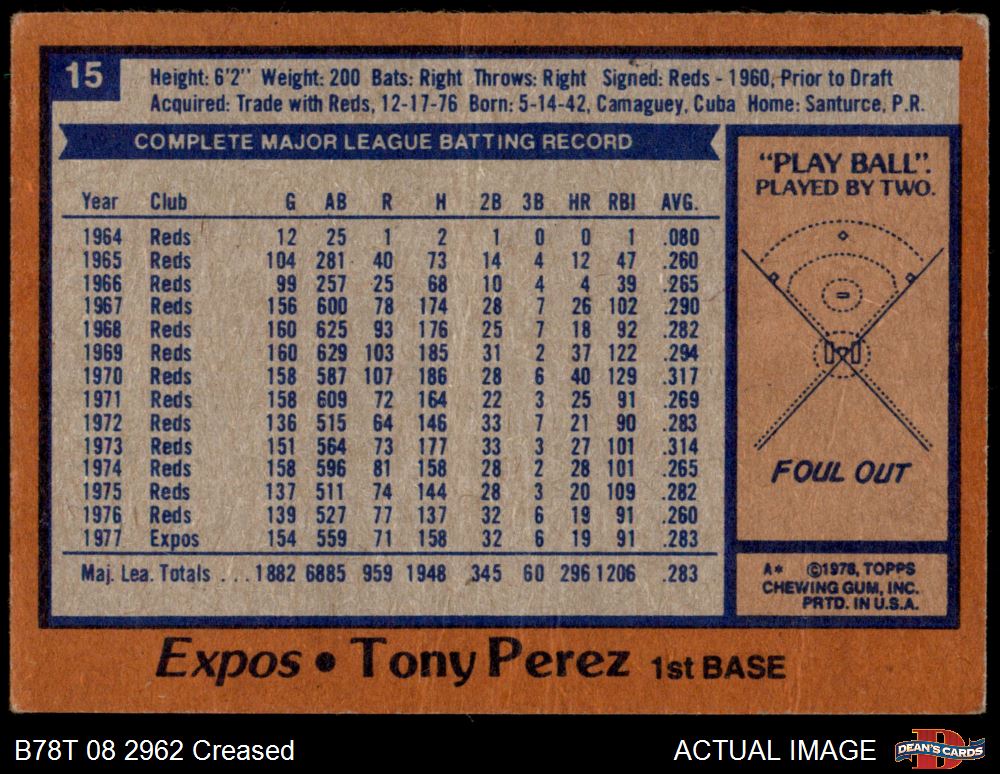 15
Height: 6'2" Weight: 200 Bats: Right Throws: Right Signed: Reds - 1960, Prior to Draft
Acquired: Trade with Reds, 12-17-76 Born: 5-14-42, Camaguey, Cuba Home: Santurce, P.R.
COMPLETE MAJOR LEAGUE BATTING RECORD
Year Club G AB R H 2B 3B HR RBI AVG.
1964 Reds 12 25 1 2 1 0 0 1 .080
1965 Reds 104 281 40 73 14 4 12 47 .260
1966 Reds 99 257 25 68 10 4 4 39 .265
1967 Reds 156 600 78 174 28 7 26 102 .290
1968 Reds 160 625 93 176 25 7 18 92 .282
1969 Reds 160 629 103 185 31 2 37 122 .294
1970 Reds 158 587 107 186 28 6 40 129 .317
1971 Reds 158 609 72 164 22 3 25 91 .269
1972 Reds 136 515 64 146 33 7 21 90 .283
1973 Reds 151 564 73 177 33 3 27 101 .314
1974 Reds 158 596 81 158 28 2 28 101 .265
1975 Reds 137 511 74 144 28 3 20 109 .282
1976 Reds 139 527 77 137 32 6 19 91 .260
1977 Expos 154 559 71 158 32 6 19 91 .283
Maj. Lea. Totals ... 1882 6885 959 1948 345 60 296 1206 .283
"PLAY BALL".
PLAYED BY TWO.
FOUL OUT
A* ©1978, TOPPS
CHEWING GUM, INC.
PRTD. IN U.S.A.
Expos • Tony Perez 1st BASE
B78T 08 2962 Creased
ACTUAL IMAGE
DEAN'S CARDS